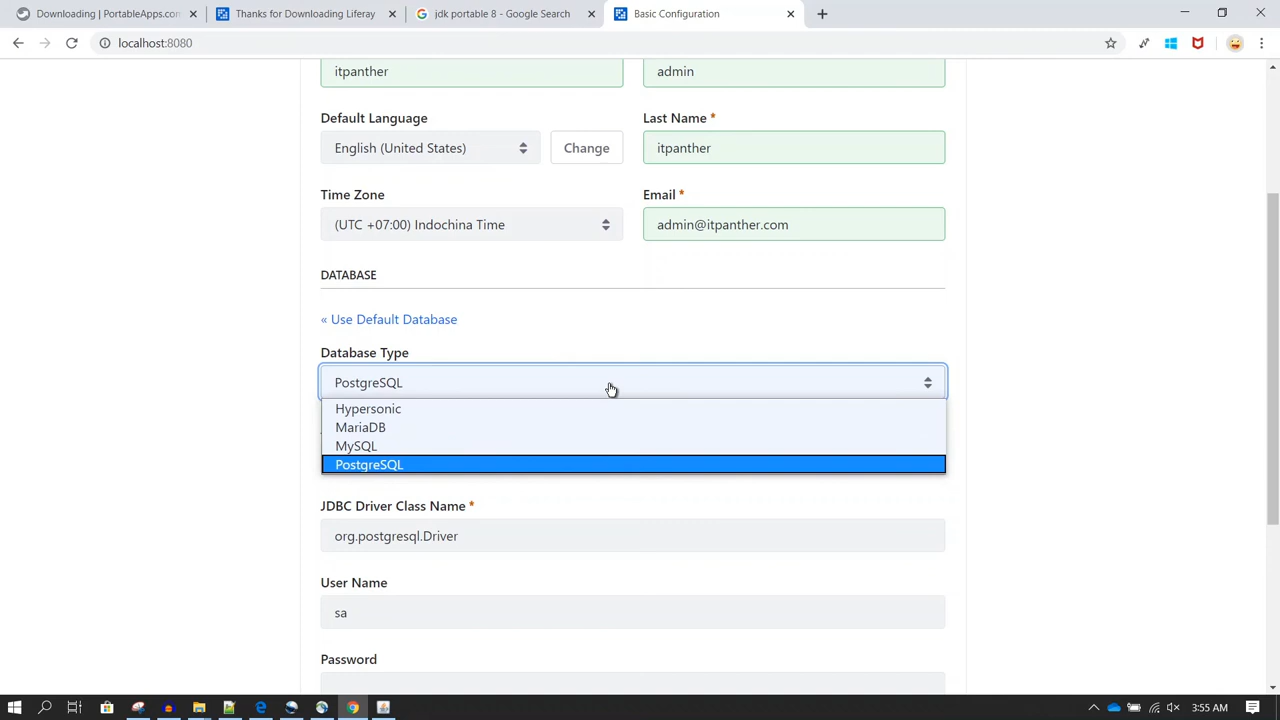 Downloading | PortableApps.com
Thanks for Downloading Liferay
jdk portable 8 - Google Search
Basic Configuration
localhost:8080
itpanther
admin
Default Language
Last Name *
English (United States)
Change
itpanther
Time Zone
Email *
(UTC +07:00) Indochina Time
admin@itpanther.com
DATABASE
« Use Default Database
Database Type
PostgreSQL
Hypersonic
MariaDB
MySQL
PostgreSQL
JDBC Driver Class Name *
org.postgresql.Driver
User Name
sa
Password
3:55 AM